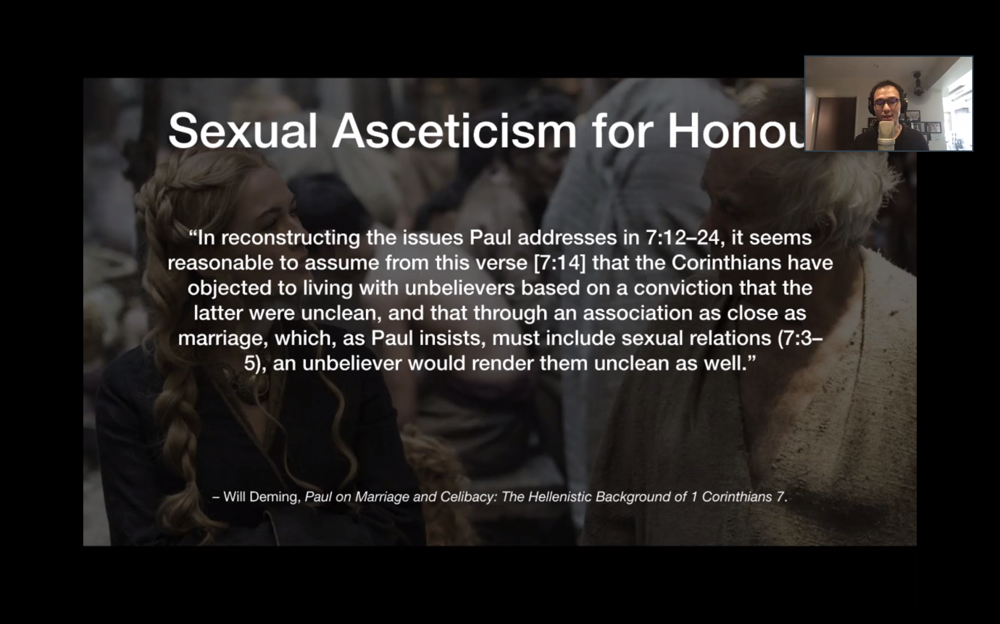 Sexual Asceticism for Honou
“In reconstructing the issues Paul addresses in 7:12–24, it seems
reasonable to assume from this verse [7:14] that the Corinthians have
objected to living with unbelievers based on a conviction that the
latter were unclean, and that through an association as close as
marriage, which, as Paul insists, must include sexual relations (7:3–
5), an unbeliever would render them unclean as well.”
– Will Deming, Paul on Marriage and Celibacy: The Hellenistic Background of 1 Corinthians 7.